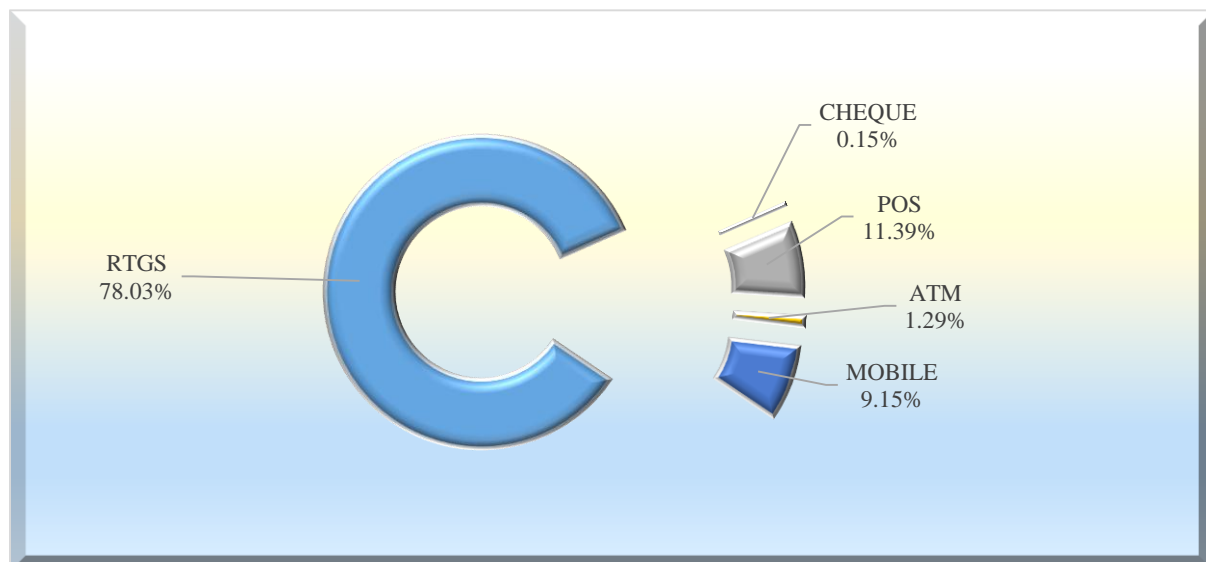 CHEQUE
0.15%
POS
11.39%
RTGS
78.03%
ATM
1.29%
MOBILE
9.15%